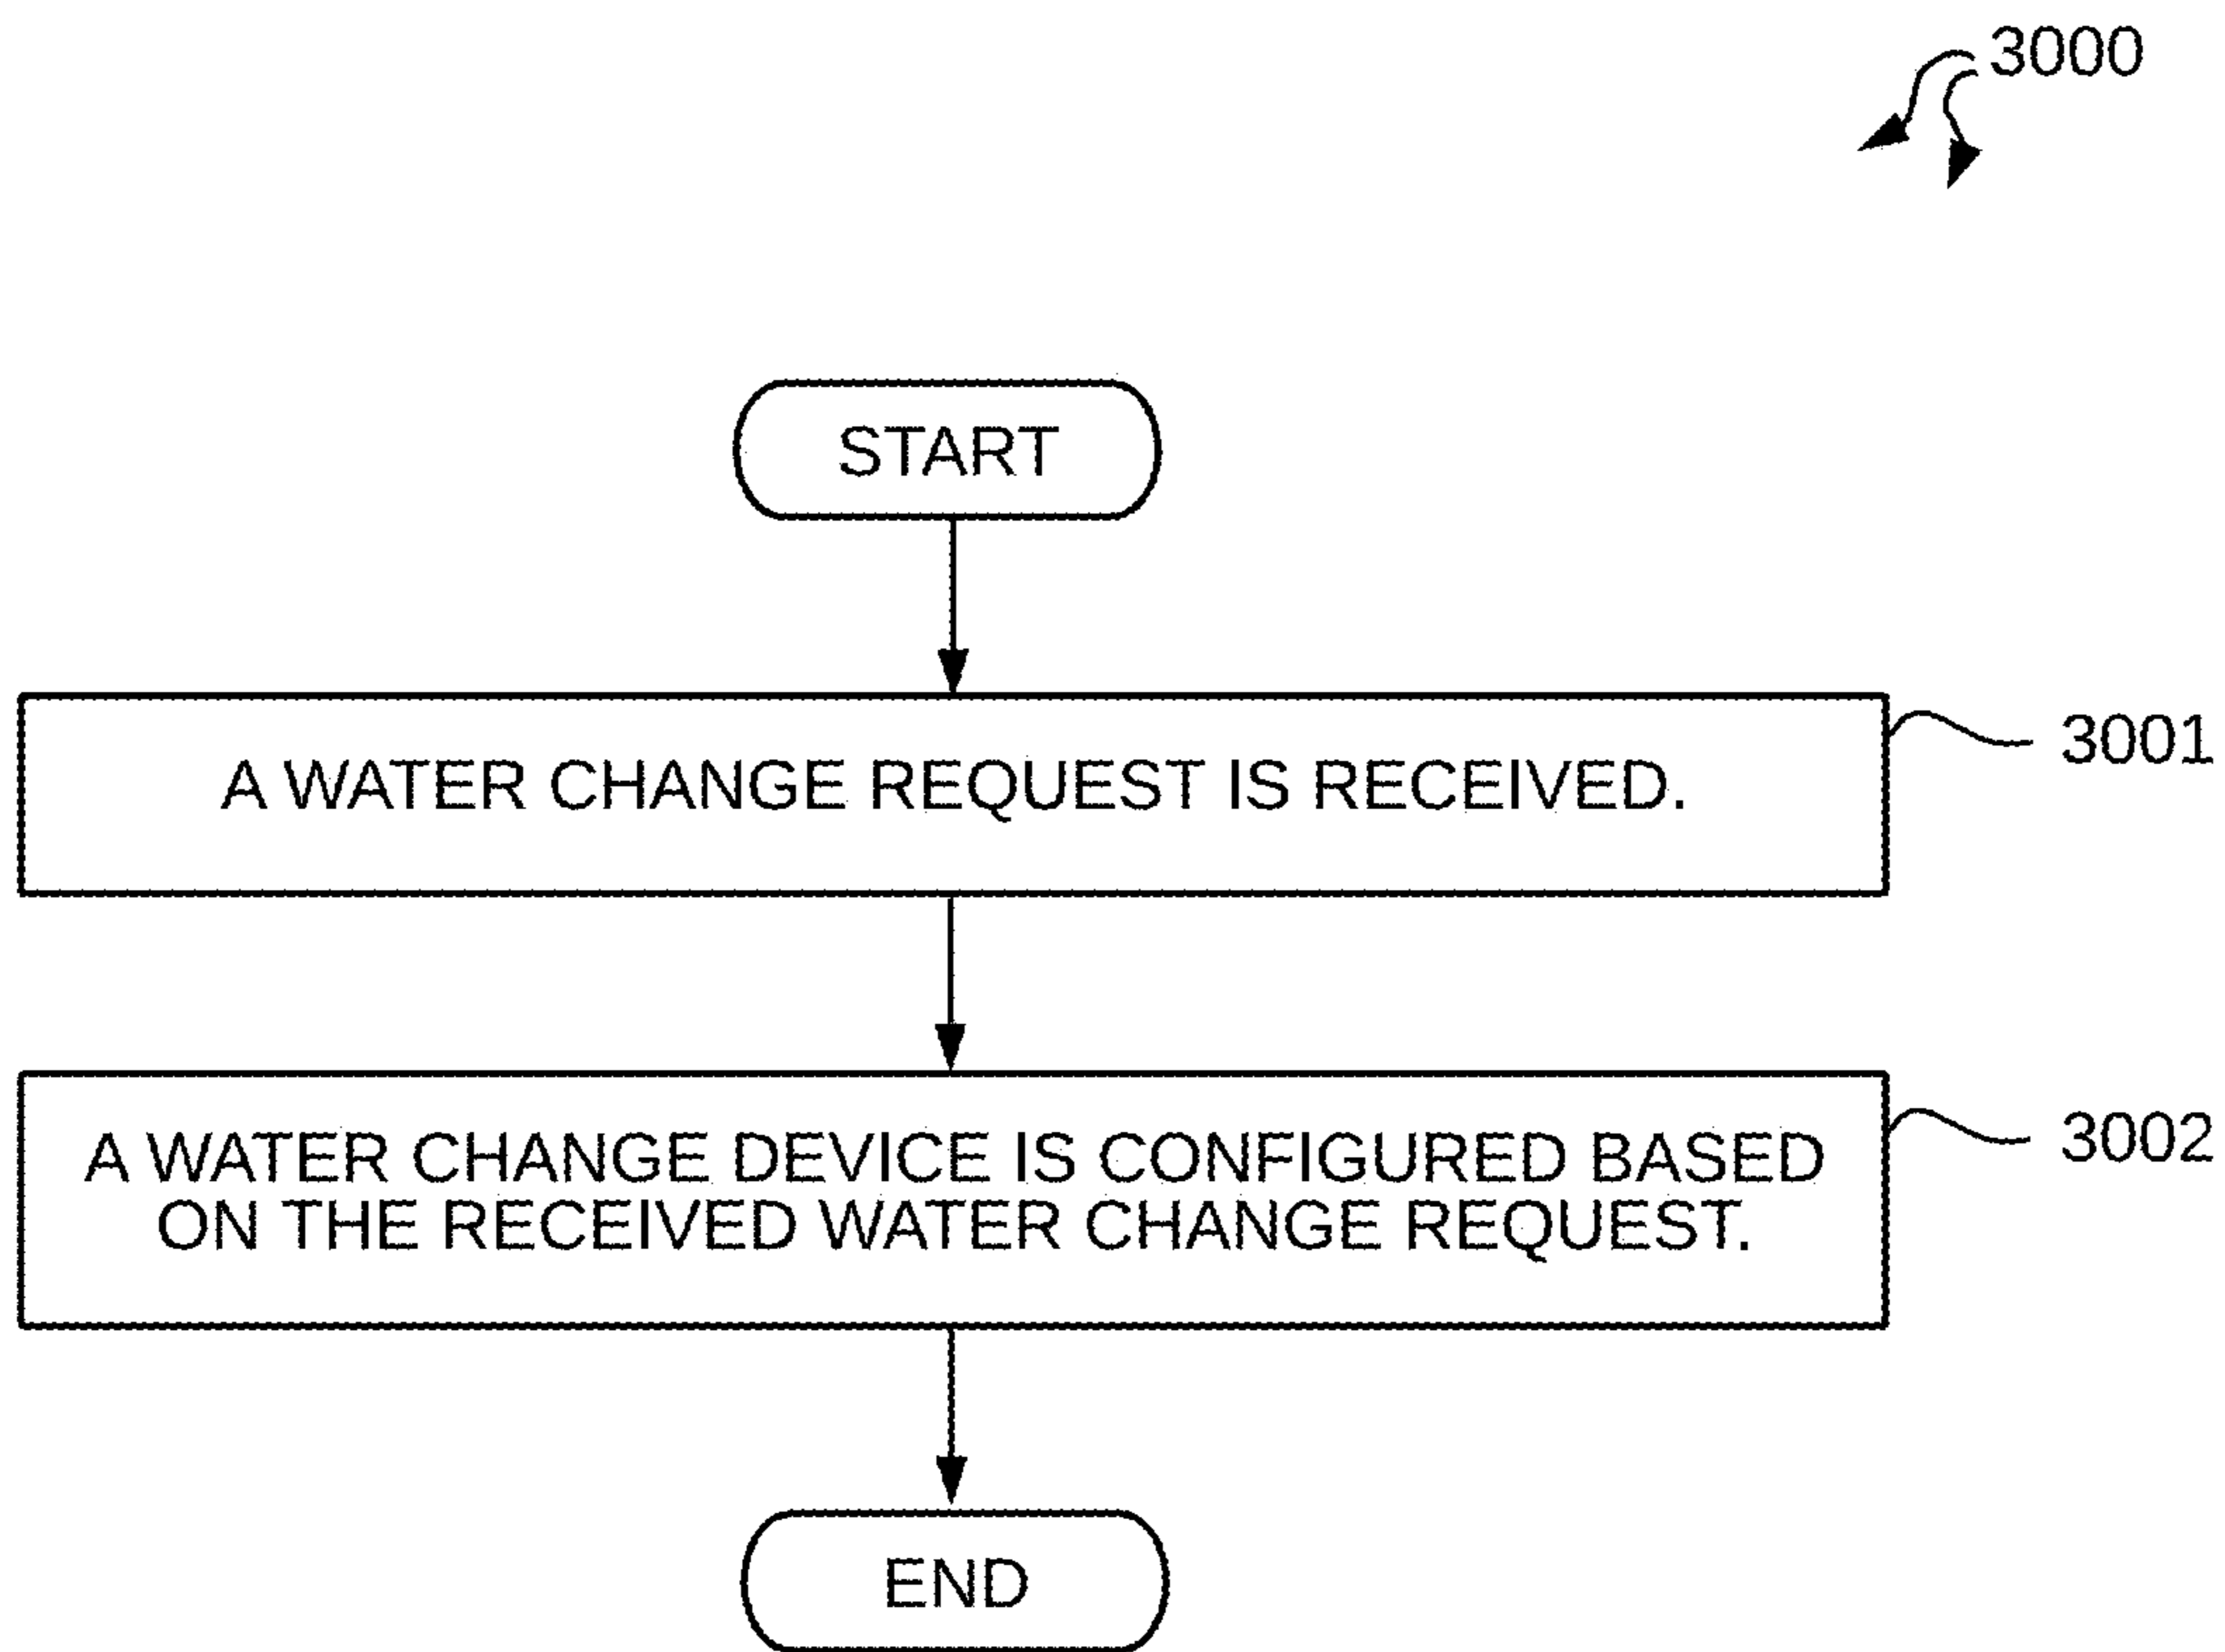 3000
START
A WATER CHANGE REQUEST IS RECEIVED.
3001
A WATER CHANGE DEVICE IS CONFIGURED BASED
ON THE RECEIVED WATER CHANGE REQUEST.
3002
END